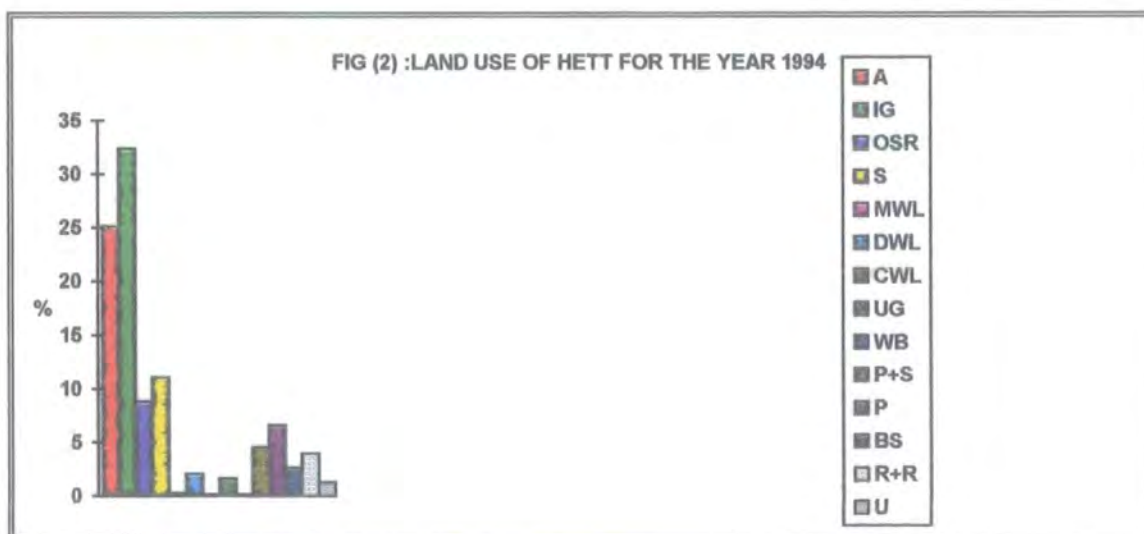 FIG (2) :LAND USE OF HETT FOR THE YEAR 1994
35
30
25
20
15
10
5
0
%
A
IG
OSR
S
MWL
DWL
CWL
UG
WB
P+S
P
BS
R+R
U